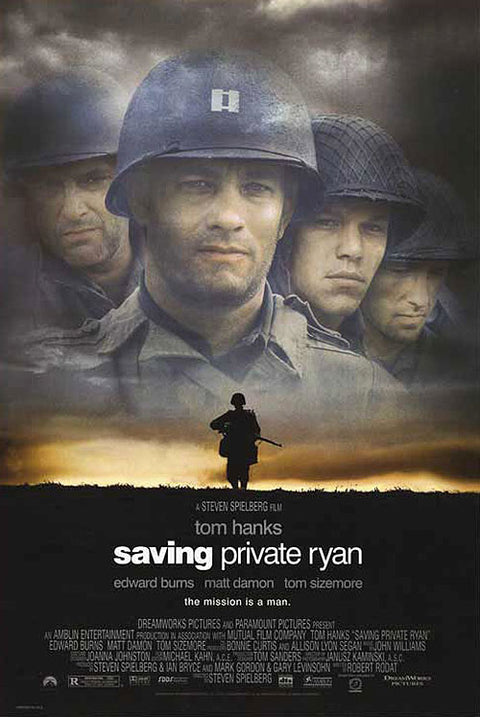 A STEVEN SPIELBERG FILM
tom hanks
saving private ryan
edward burns matt damon tom sizemore
the mission is a man.
DREAMWORKS PICTURES AND PARAMOUNT PICTURES PRESENT
AN AMBLIN ENTERTAINMENT PRODUCTION IN ASSOCIATION WITH MUTUAL FILM COMPANY TOM HANKS "SAVING PRIVATE RYAN"
EDWARD BURNS MATT DAMON TOM SIZEMORE BONNIE CURTIS AND ALLISON LYON SEGAN JOHN WILLIAMS
JOANNA JOHNSTON MICHAEL KAHN, A.C.E. TOM SANDERS JANUSZ KAMINSKI, A.S.C.
STEVEN SPIELBERG & IAN BRYCE AND MARK GORDON & GARY LEVINSOHN ROBERT RODAT
STEVEN SPIELBERG
R RESTRICTED
DREAMWORKS
PICTURES